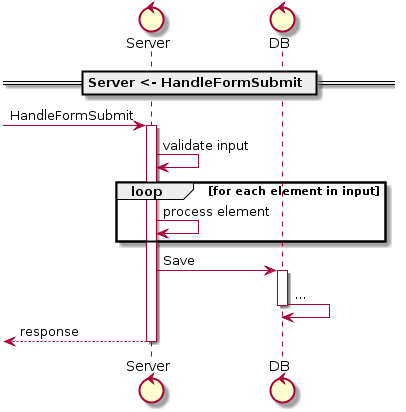 Server
DB
Server <- HandleFormSubmit
HandleFormSubmit
validate input
loop [for each element in input]
process element
Save
...
response
Server
DB